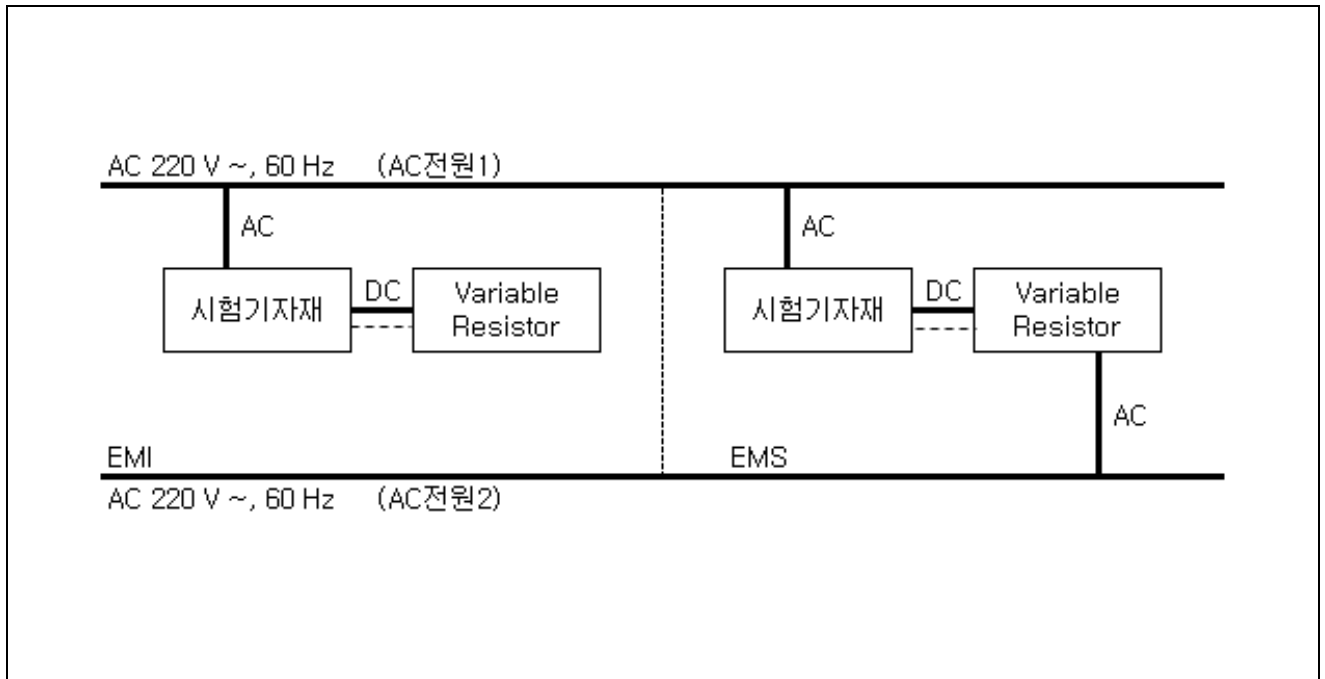 AC 220 V ~, 60 Hz (AC전원1)
AC
AC
시험기자재
DC
Variable
Resistor
시험기자재
DC
Variable
Resistor
AC
EMI
EMS
AC 220 V ~, 60 Hz (AC전원2)